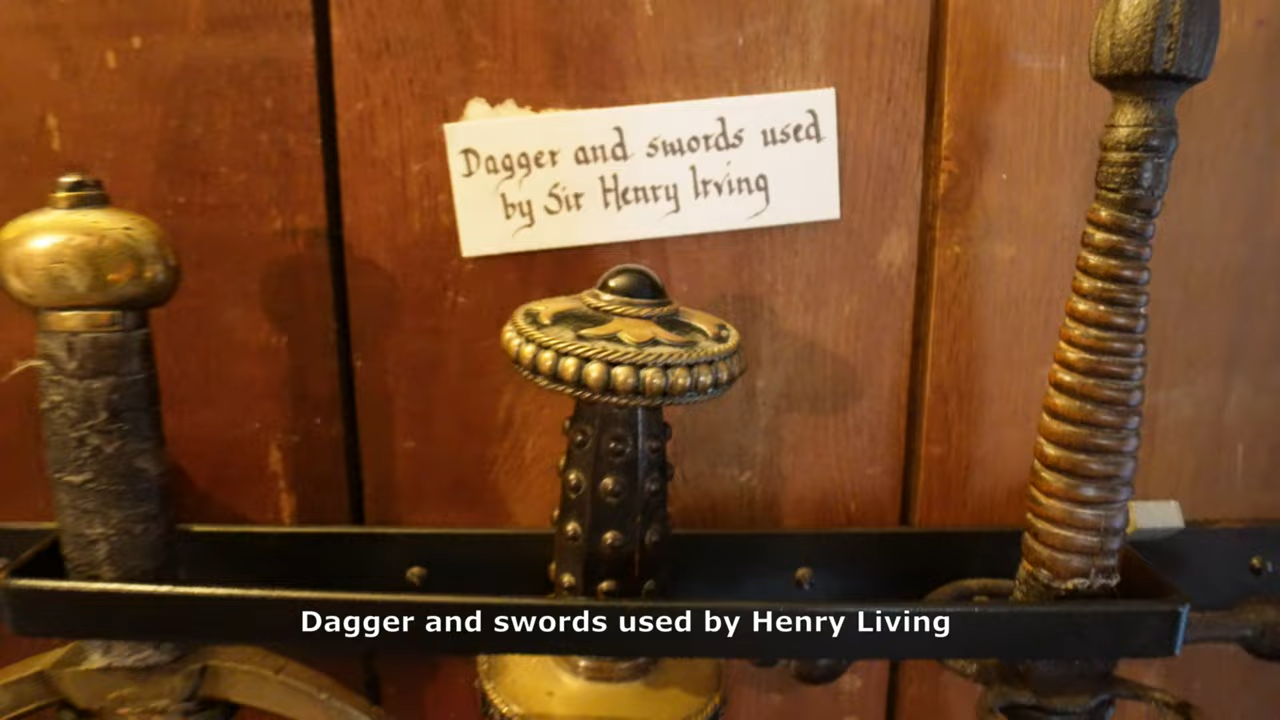 Dagger and swords used
by Sir Henry Irving
Dagger and swords used by Henry Living